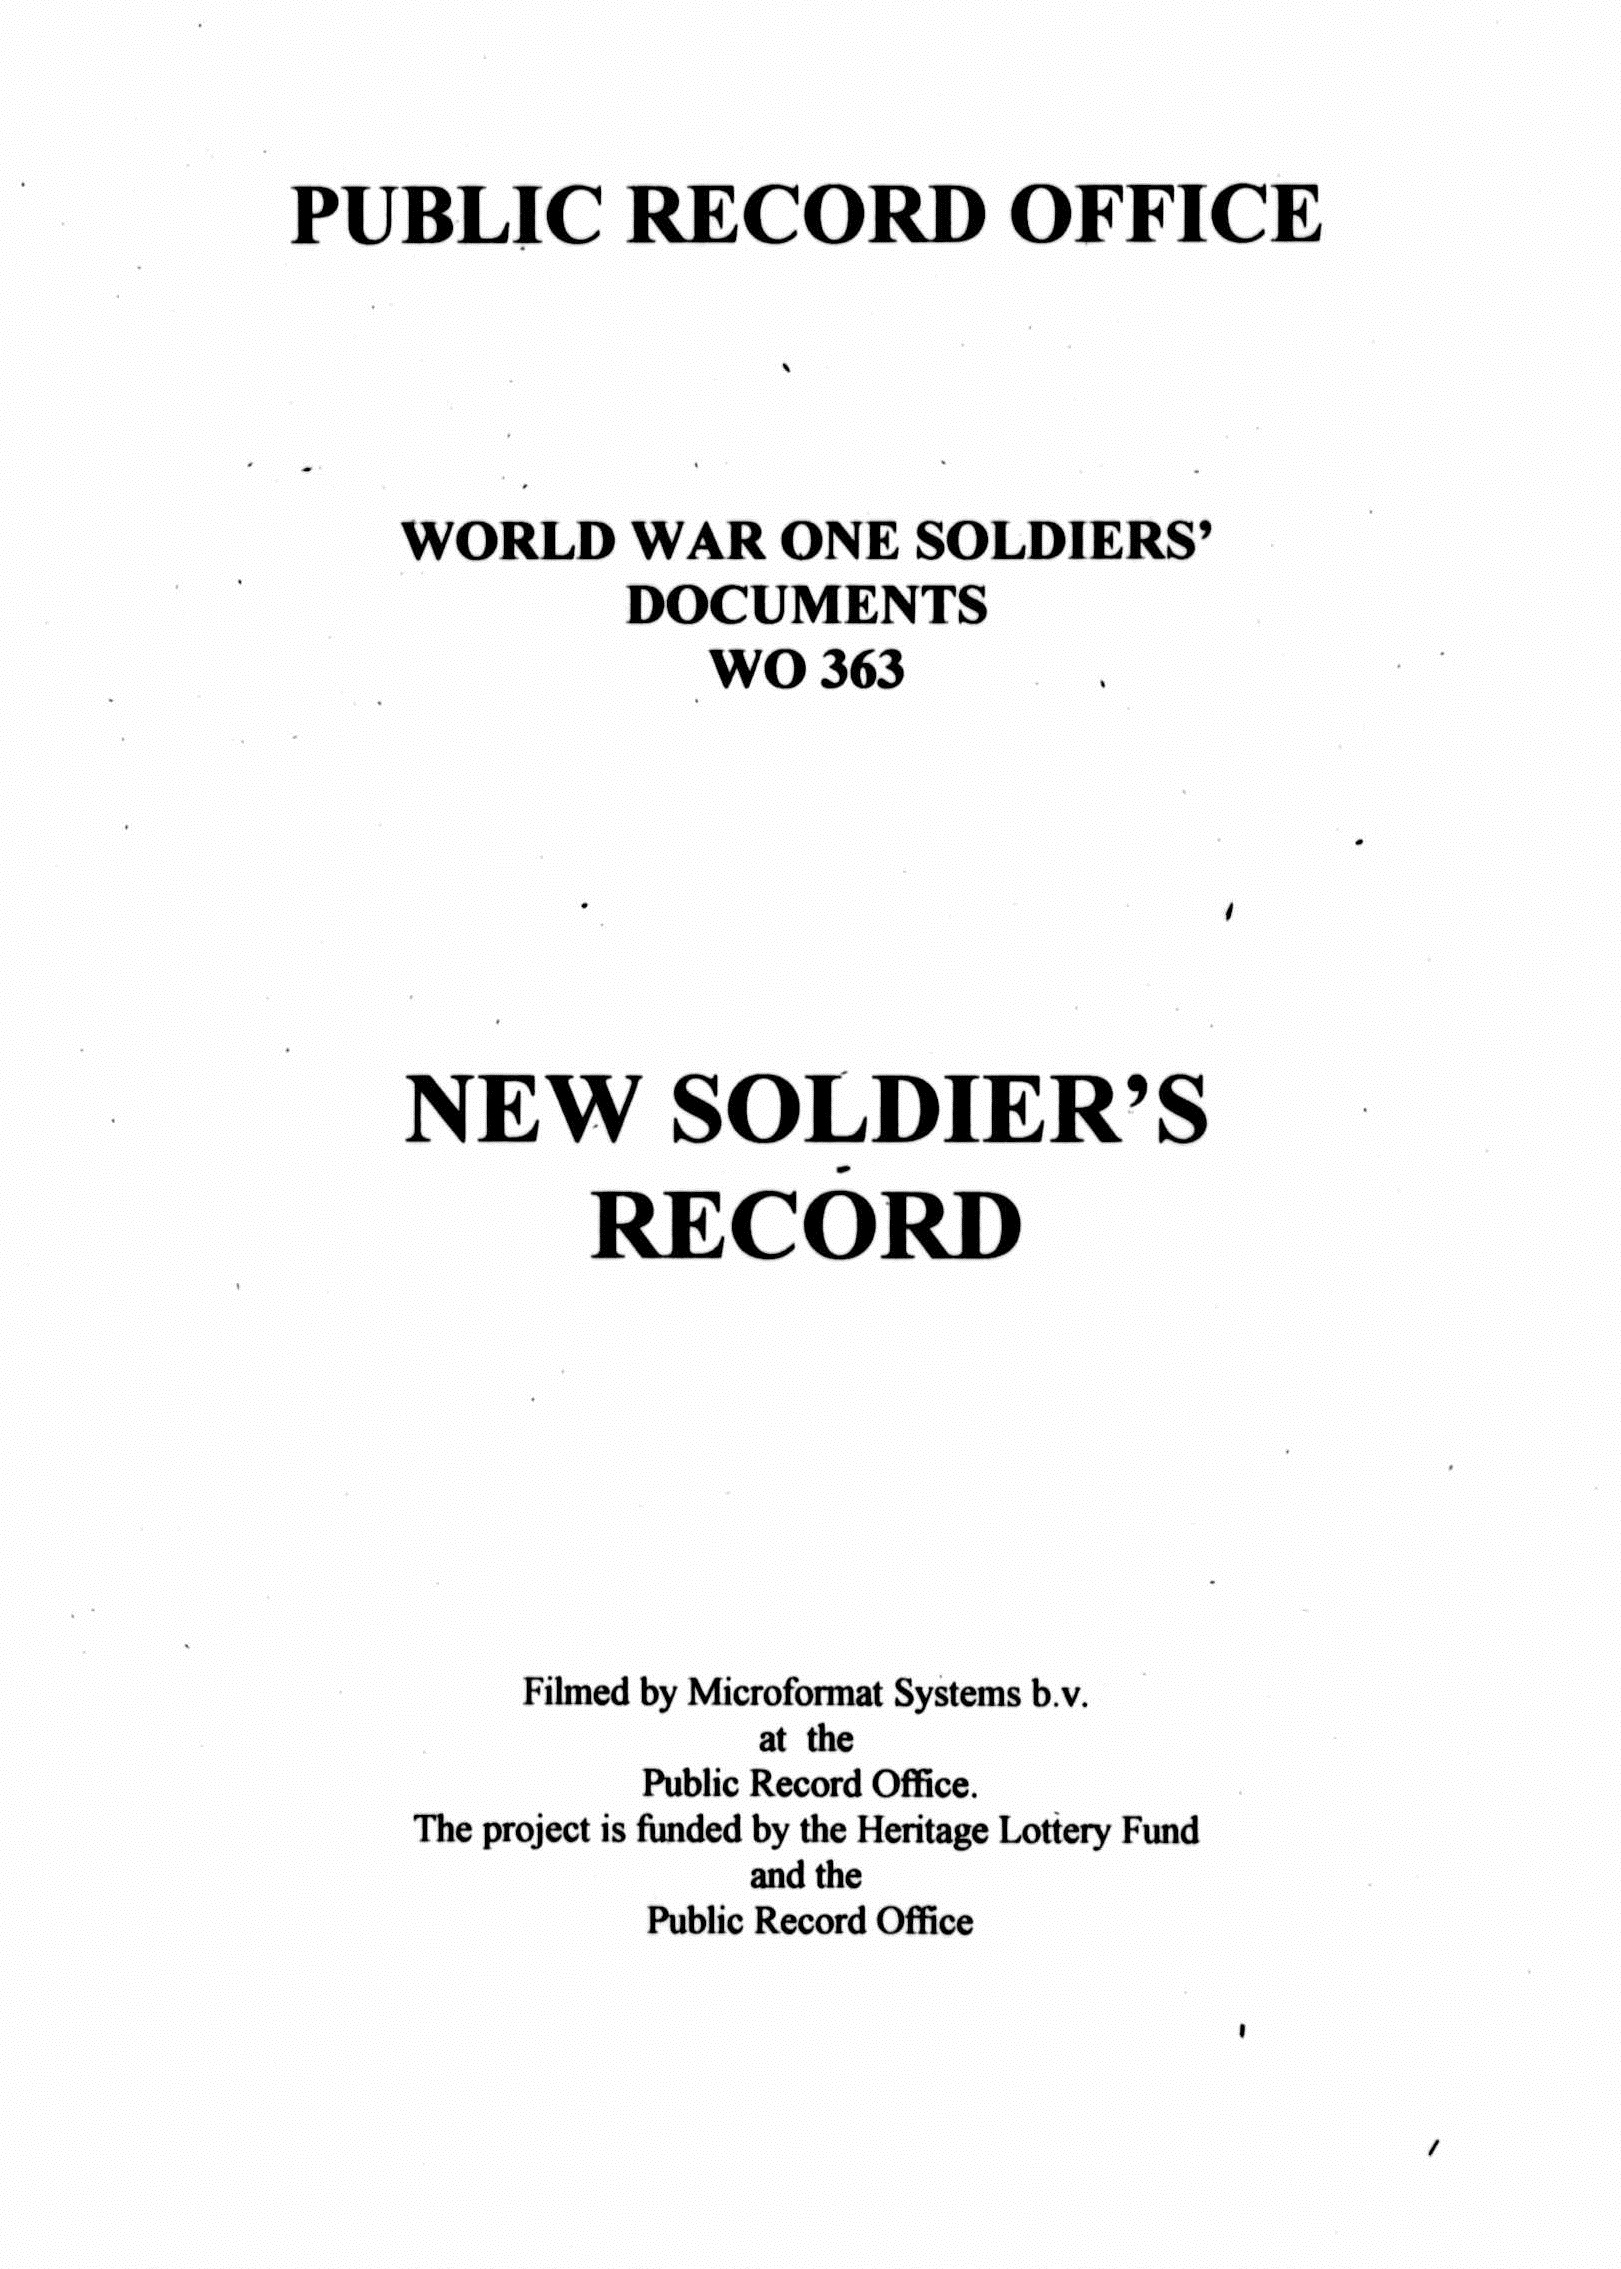 PUBLIC RECORD OFFICE
WORLD WAR ONE SOLDIERS’
DOCUMENTS
WO 363
NEW SOLDIER’S
RECORD
Filmed by Microformat Systems b.v.
at the
Public Record Office.
The project is funded by the Heritage Lottery Fund
and the
Public Record Office